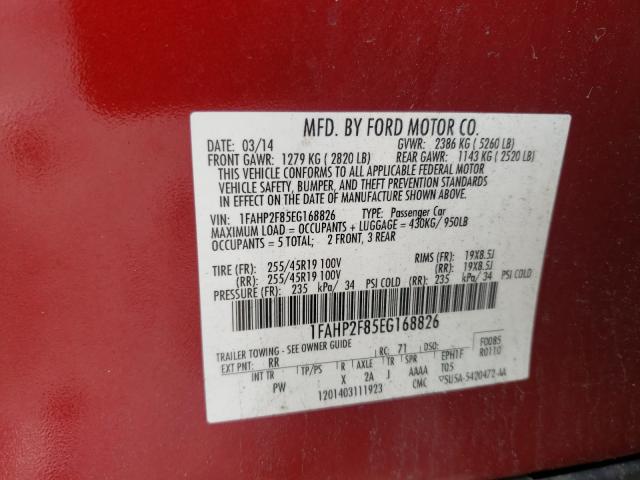 MFD. BY FORD MOTOR CO.
DATE: 03/14 GVWR: 2386 KG ( 5260 LB)
FRONT GAWR: 1279 KG ( 2820 LB) REAR GAWR: 1143 KG ( 2520 LB)
THIS VEHICLE CONFORMS TO ALL APPLICABLE FEDERAL MOTOR
VEHICLE SAFETY, BUMPER, AND THEFT PREVENTION STANDARDS
IN EFFECT ON THE DATE OF MANUFACTURE SHOWN ABOVE.
VIN: 1FAHP2F85EG168826 TYPE: Passenger Car
MAXIMUM LOAD = OCCUPANTS + LUGGAGE = 430KG/ 950LB
OCCUPANTS = 5 TOTAL; 2 FRONT, 3 REAR
TIRE (FR): 255/45R19 100V RIMS (FR): 19X8.5J
(RR): 255/45R19 100V (RR): 19X8.5J
PRESSURE (FR): 235 kPa/ 34 PSI COLD (RR): 235 kPa/ 34 PSI COLD
1FAHP2F85EG168826
TRAILER TOWING - SEE OWNER GUIDE
EXT PNT: RR RC: 71 DSO: F0085
INT TR TP/PS R AXLE TR SPR EPH1F R0110
PW X 2A J AAAA T05
1201403111923 CMC 5U5A-5420472-AA